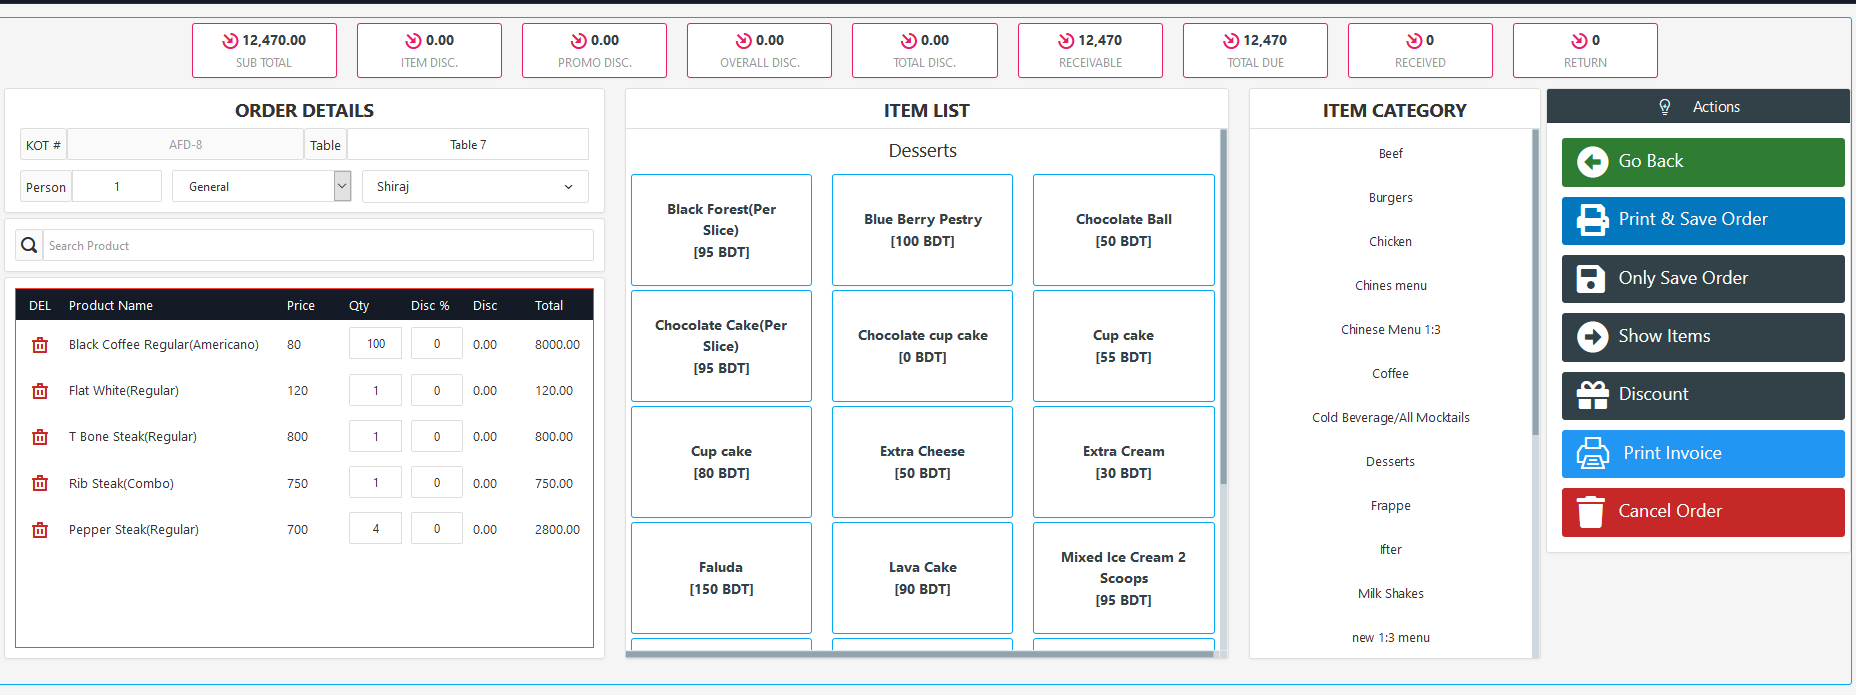 12,470.00
SUB TOTAL
0.00
ITEM DISC.
0.00
PROMO DISC.
0.00
OVERALL DISC.
0.00
TOTAL DISC.
12,470
RECEIVABLE
12,470
TOTAL DUE
0
RECEIVED
0
RETURN
ORDER DETAILS
KOT # AFD-8 Table Table 7
Person 1 General Shiraj
Search Product
DEL Product Name Price Qty Disc % Disc Total
Black Coffee Regular(Americano) 80 100 0 0.00 8000.00
Flat White(Regular) 120 1 0 0.00 120.00
T Bone Steak(Regular) 800 1 0 0.00 800.00
Rib Steak(Combo) 750 1 0 0.00 750.00
Pepper Steak(Regular) 700 4 0 0.00 2800.00
ITEM LIST
Desserts
Black Forest(Per
Slice)
[95 BDT]
Blue Berry Pestry
[100 BDT]
Chocolate Ball
[50 BDT]
Chocolate Cake(Per
Slice)
[95 BDT]
Chocolate cup cake
[0 BDT]
Cup cake
[55 BDT]
Cup cake
[80 BDT]
Extra Cheese
[50 BDT]
Extra Cream
[30 BDT]
Faluda
[150 BDT]
Lava Cake
[90 BDT]
Mixed Ice Cream 2
Scoops
[95 BDT]
ITEM CATEGORY
Beef
Burgers
Chicken
Chines menu
Chinese Menu 1:3
Coffee
Cold Beverage/All Mocktails
Desserts
Frappe
Ifter
Milk Shakes
new 1:3 menu
Actions
Go Back
Print & Save Order
Only Save Order
Show Items
Discount
Print Invoice
Cancel Order